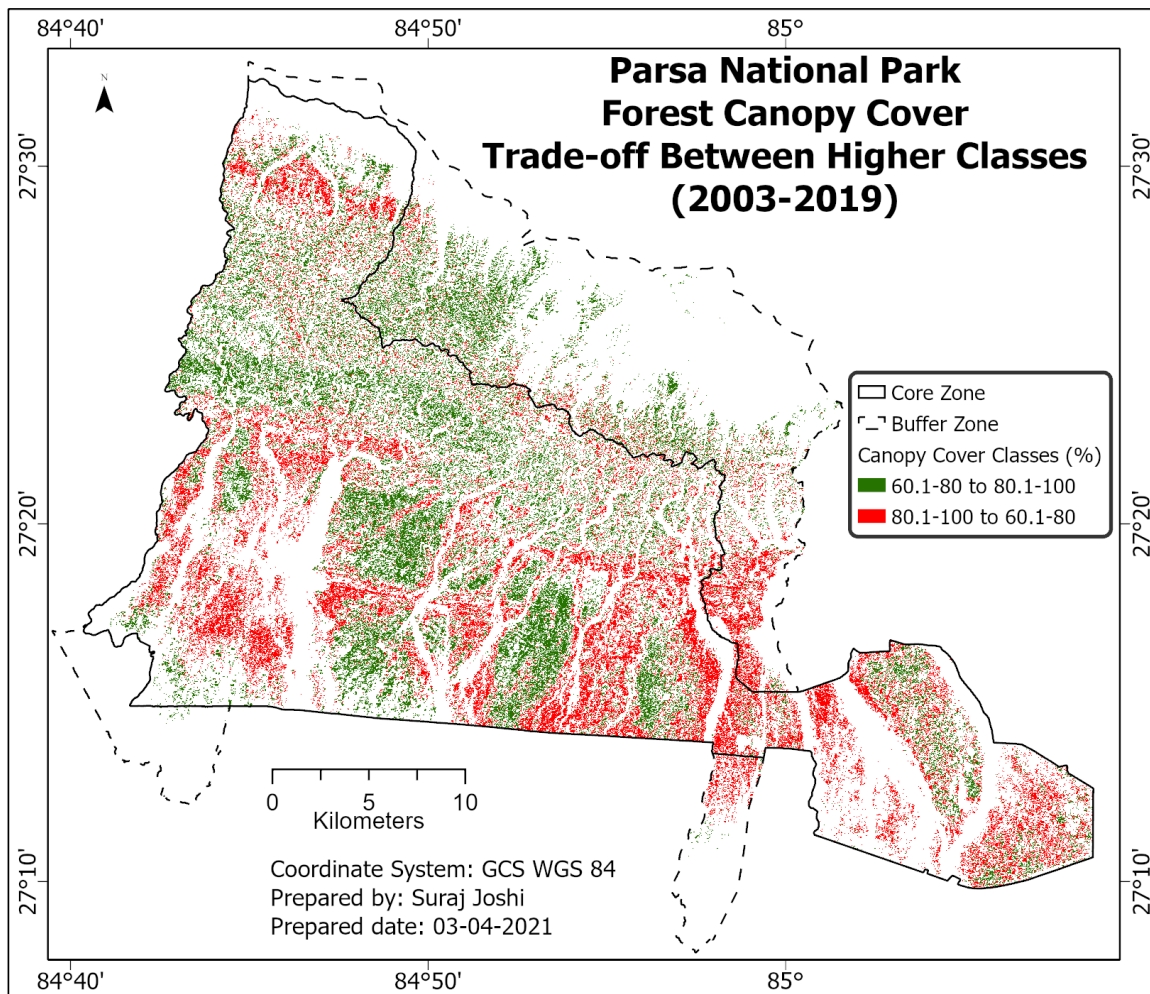 84°40'
84°50'
85°
N
Parsa National Park
Forest Canopy Cover
Trade-off Between Higher Classes
(2003-2019)
27°30'
27°30'
Core Zone
Buffer Zone
Canopy Cover Classes (%)
60.1-80 to 80.1-100
80.1-100 to 60.1-80
27°20'
27°20'
0 5 10
Kilometers
Coordinate System: GCS WGS 84
Prepared by: Suraj Joshi
Prepared date: 03-04-2021
27°10'
27°10'
84°40'
84°50'
85°